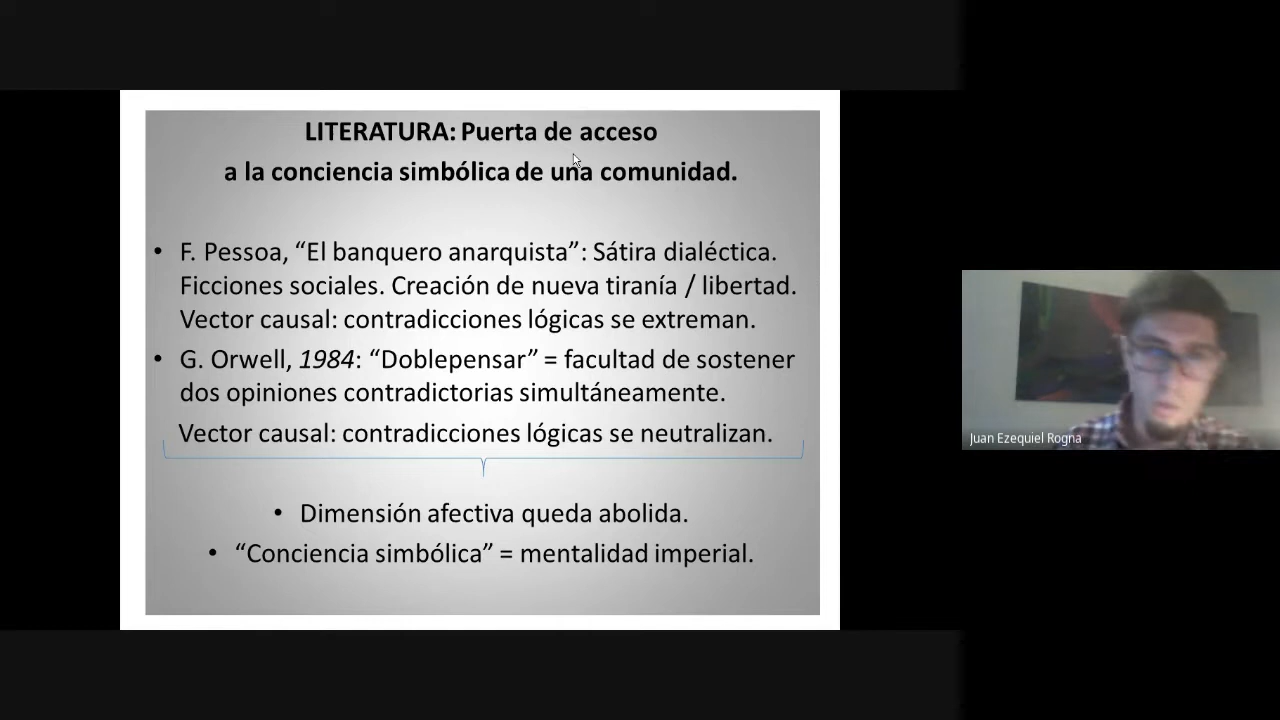 LITERATURA: Puerta de acceso
a la conciencia simbólica de una comunidad.
• F. Pessoa, “El banquero anarquista”: Sátira dialéctica.
Ficciones sociales. Creación de nueva tiranía / libertad.
Vector causal: contradicciones lógicas se extreman.
• G. Orwell, 1984: “Doblepensar” = facultad de sostener
dos opiniones contradictorias simultáneamente.
Vector causal: contradicciones lógicas se neutralizan.
• Dimensión afectiva queda abolida.
• “Conciencia simbólica” = mentalidad imperial.
Juan Ezequiel Rogna